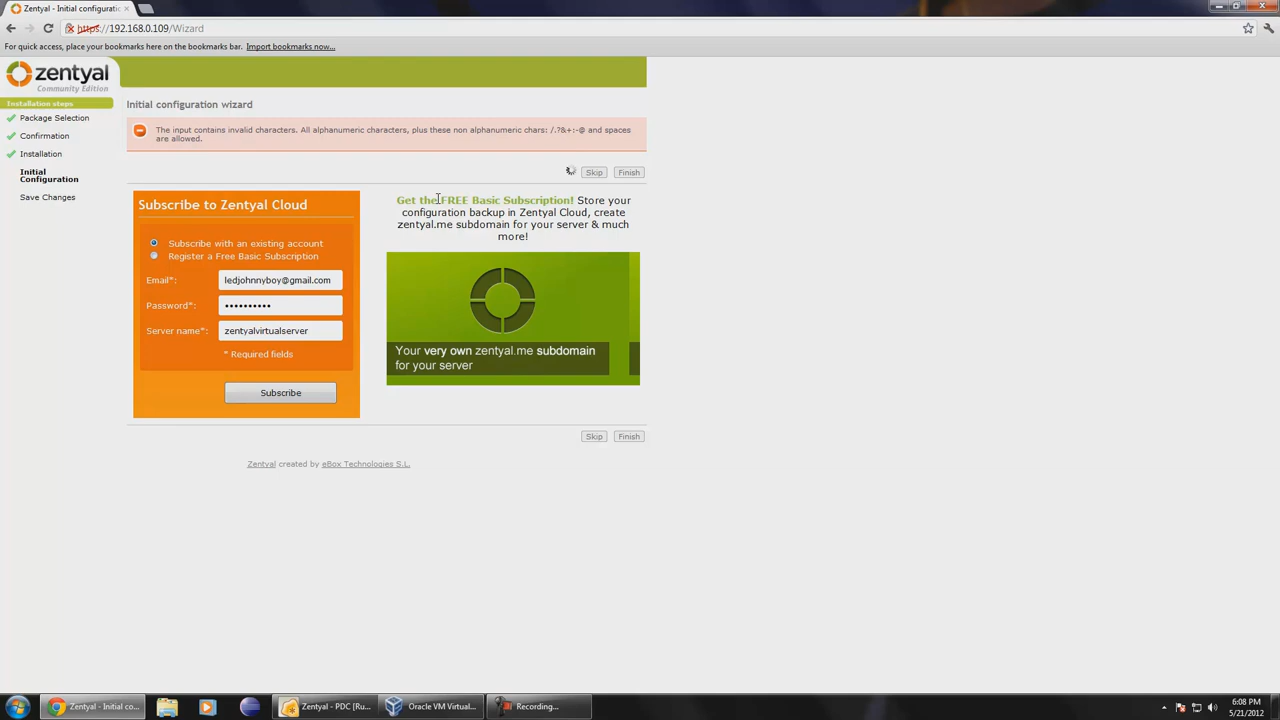 Zentyal - Initial configuratic
https://192.168.0.109/Wizard
For quick access, place your bookmarks here on the bookmarks bar. Import bookmarks now...
zentyal
Community Edition
Installation steps
Package Selection
Confirmation
Installation
Initial
Configuration
Save Changes
Initial configuration wizard
The input contains invalid characters. All alphanumeric characters, plus these non alphanumeric chars: /.?&+:-@ and spaces
are allowed.
Skip Finish
Subscribe to Zentyal Cloud
Subscribe with an existing account
Register a Free Basic Subscription
Email*: ledjohnnyboy@gmail.com
Password*: ••••••••••
Server name*: zentyalvirtualserver
* Required fields
Subscribe
Get the FREE Basic Subscription! Store your
configuration backup in Zentyal Cloud, create
zentyal.me subdomain for your server & much
more!
Your very own zentyal.me subdomain
for your server
Skip Finish
Zentyal created by eBox Technologies S.L.
Zentyal - Initial co...
Zentyal - PDC [Ru...
Oracle VM Virtual...
Recording...
6:08 PM
5/21/2012